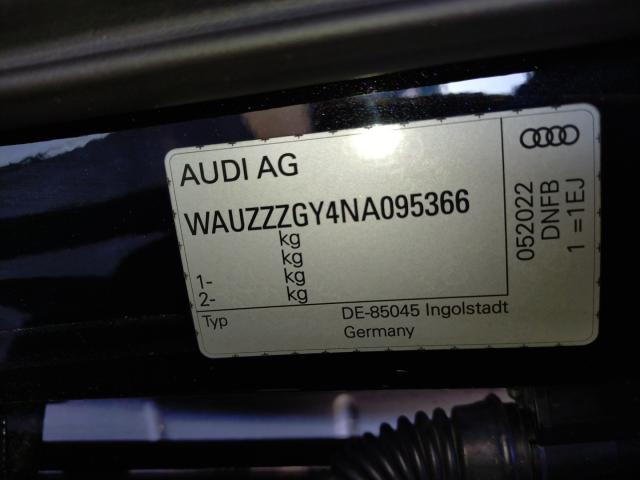 AUDI AG
WAUZZZGY4NA095366
kg
kg
1- kg
2- kg
Typ
DE-85045 Ingolstadt
Germany
052022
DNFB
1 =1EJ